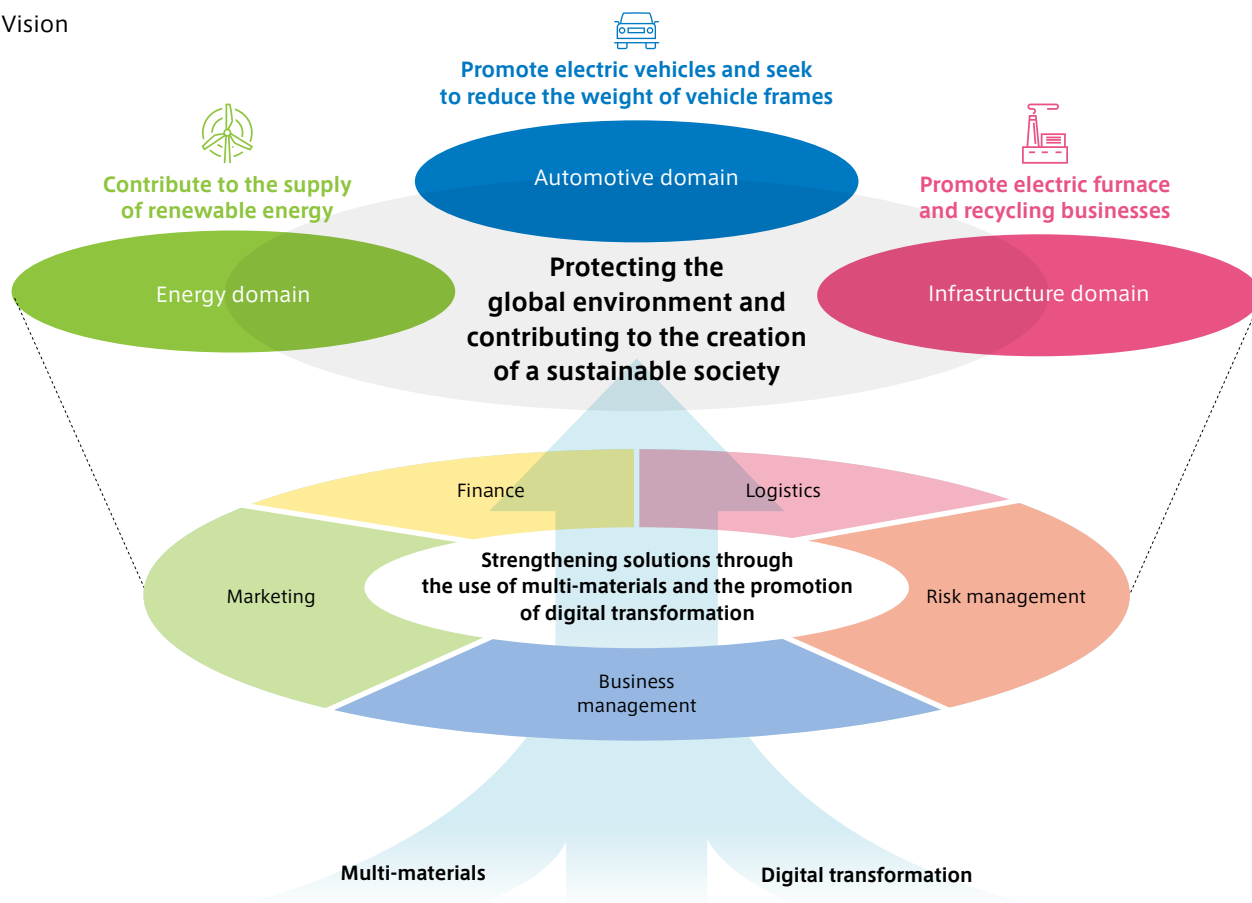 Vision
Promote electric vehicles and seek
to reduce the weight of vehicle frames
Contribute to the supply
of renewable energy
Promote electric furnace
and recycling businesses
Automotive domain
Energy domain
Infrastructure domain
Protecting the
global environment and
contributing to the creation
of a sustainable society
Finance
Logistics
Marketing
Strengthening solutions through
the use of multi-materials and the promotion
of digital transformation
Risk management
Business
management
Multi-materials
Digital transformation